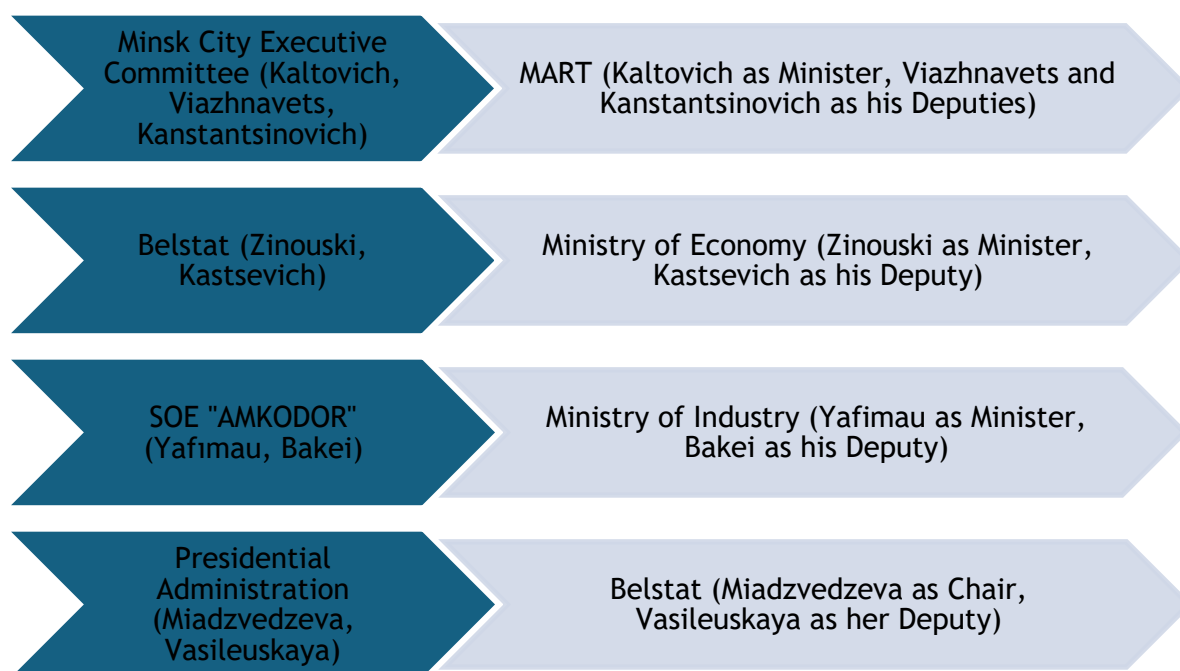 Minsk City Executive
Committee (Kaltovich,
Viazhnavets,
Kanstantsinovich)
MART (Kaltovich as Minister, Viazhnavets and
Kanstantsinovich as his Deputies)
Belstat (Zinouski,
Kastsevich)
Ministry of Economy (Zinouski as Minister,
Kastsevich as his Deputy)
SOE "AMKODOR"
(Yafimau, Bakei)
Ministry of Industry (Yafimau as Minister,
Bakei as his Deputy)
Presidential
Administration
(Miadzvedzeva,
Vasileuskaya)
Belstat (Miadzvedzeva as Chair,
Vasileuskaya as her Deputy)